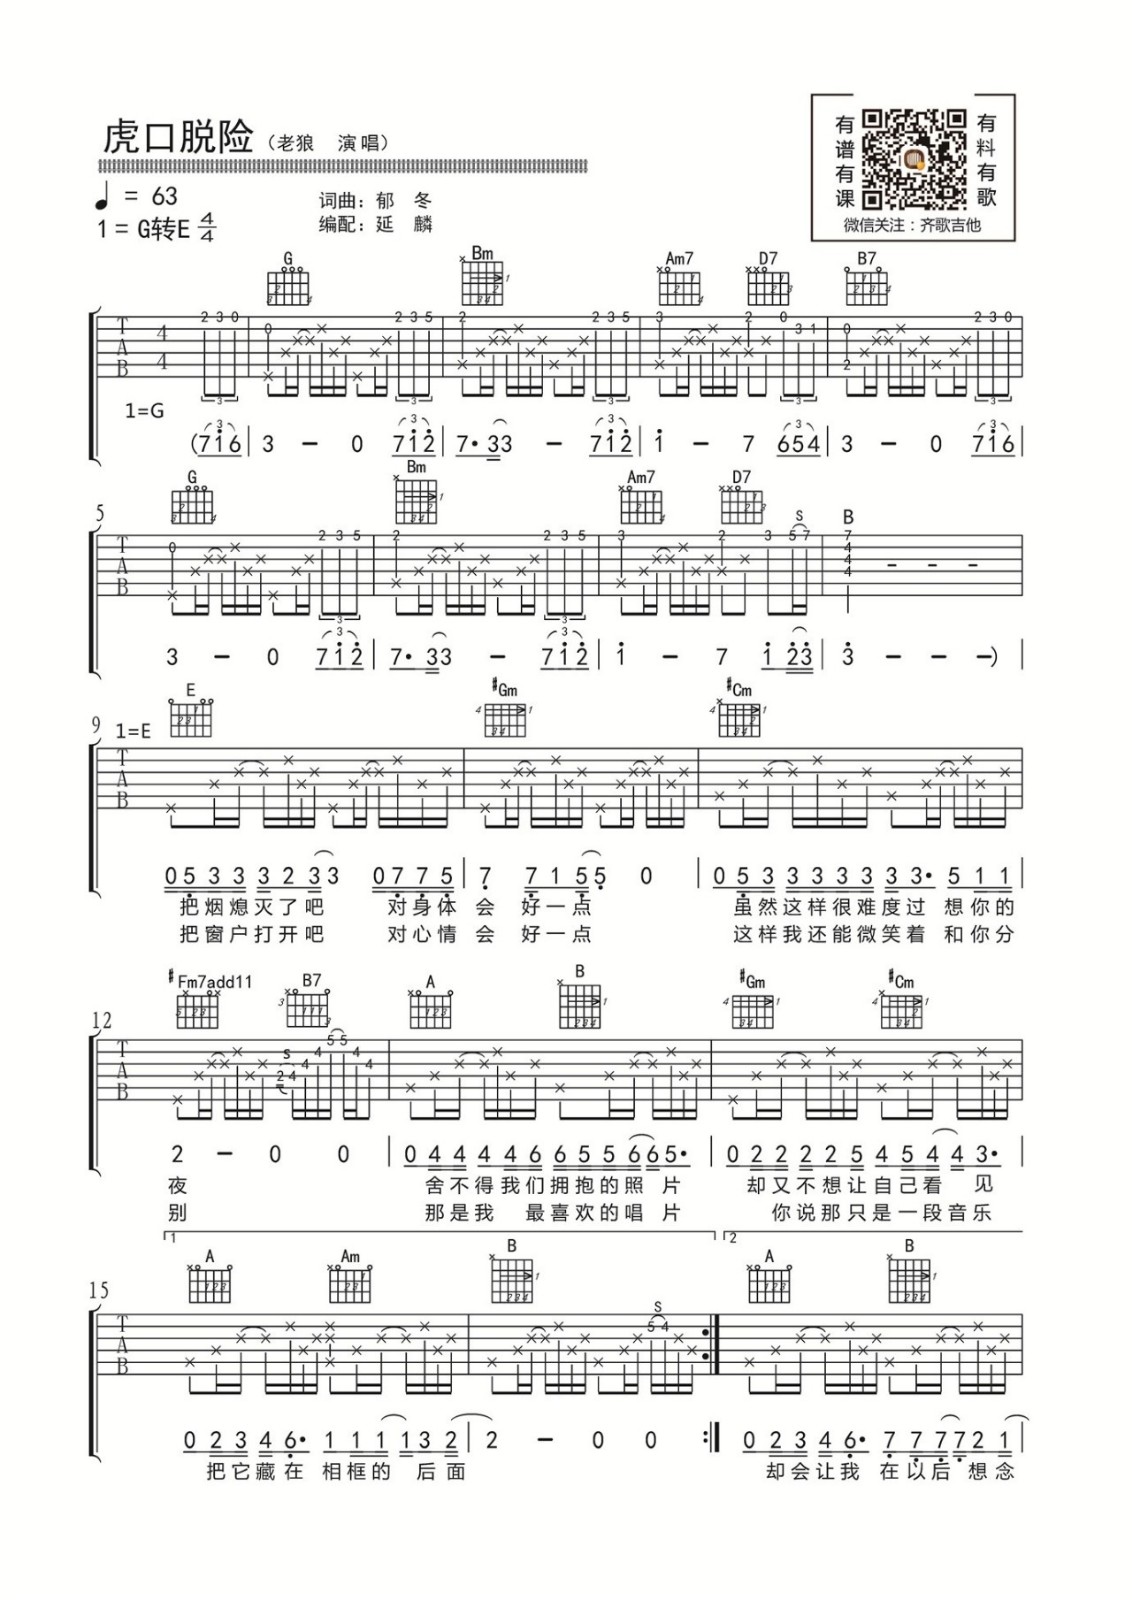 虎口脱险（老狼 演唱）
有谱有课
有料有歌
微信关注：齐歌吉他
♩ = 63
词曲：郁 冬
1 = G转E 4/4
编配：延 麟
G Bm Am7 D7 B7
1=G
(7 1 6 | 3 – 0 7 1 2 | 7· 3 3 – 7 1 2 | 1 – 7 6 5 4 | 3 – 0 7 1 6 |
G Bm Am7 D7 B
5
3 – 0 7 1 2 | 7· 3 3 – 7 1 2 | 1 – 7 1 2 3 | 3 – – –) |
E #Gm #Cm
9 1=E
0 5 3 3 3 2 3 3 0 7 7 5 | 7 7 1 5 5 0 | 0 5 3 3 3 3 3 3 3· 5 1 1 |
把烟熄灭了吧 对身体 会 好一点 虽然这样很难度过 想你的
把窗户打开吧 对心情 会 好一点 这样我还能微笑着 和你分
#Fm7add11 B7 A B #Gm #Cm
12
2 – 0 0 | 0 4 4 4 4 6 6 5 5 6 6 5· | 0 2 2 2 2 5 4 5 4 4 3· |
夜 舍不得我们拥抱的照 片 却又不想让自己看 见
别 那是我 最喜欢的唱 片 你说那只是一段音乐
1 2
A Am B A B
15
0 2 3 4 6· 1 1 1 1 3 2 | 2 – 0 0 :| 0 2 3 4 6· 7 7 7 7 2 1 |
把它藏在 相框的 后面 却会让我 在以后 想念